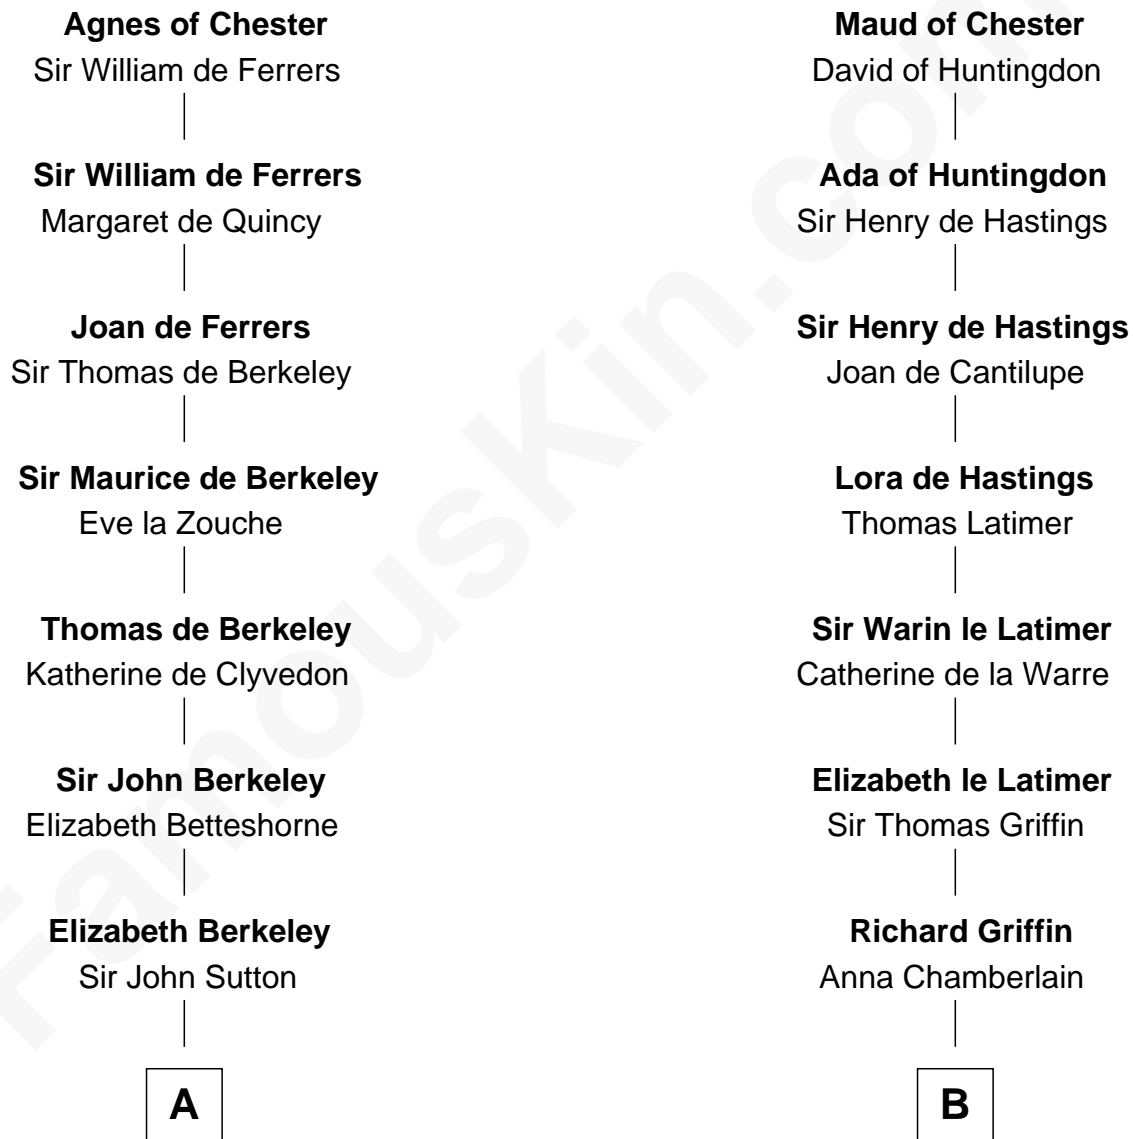 Agnes of Chester
Sir William de Ferrers
Sir William de Ferrers
Margaret de Quincy
Joan de Ferrers
Sir Thomas de Berkeley
Sir Maurice de Berkeley
Eve la Zouche
Thomas de Berkeley
Katherine de Clyvedon
Sir John Berkeley
Elizabeth Betteshorne
Elizabeth Berkeley
Sir John Sutton
A
Maud of Chester
David of Huntingdon
Ada of Huntingdon
Sir Henry de Hastings
Sir Henry de Hastings
Joan de Cantilupe
Lora de Hastings
Thomas Latimer
Sir Warin le Latimer
Catherine de la Warre
Elizabeth le Latimer
Sir Thomas Griffin
Richard Griffin
Anna Chamberlain
B
FamousKin.com